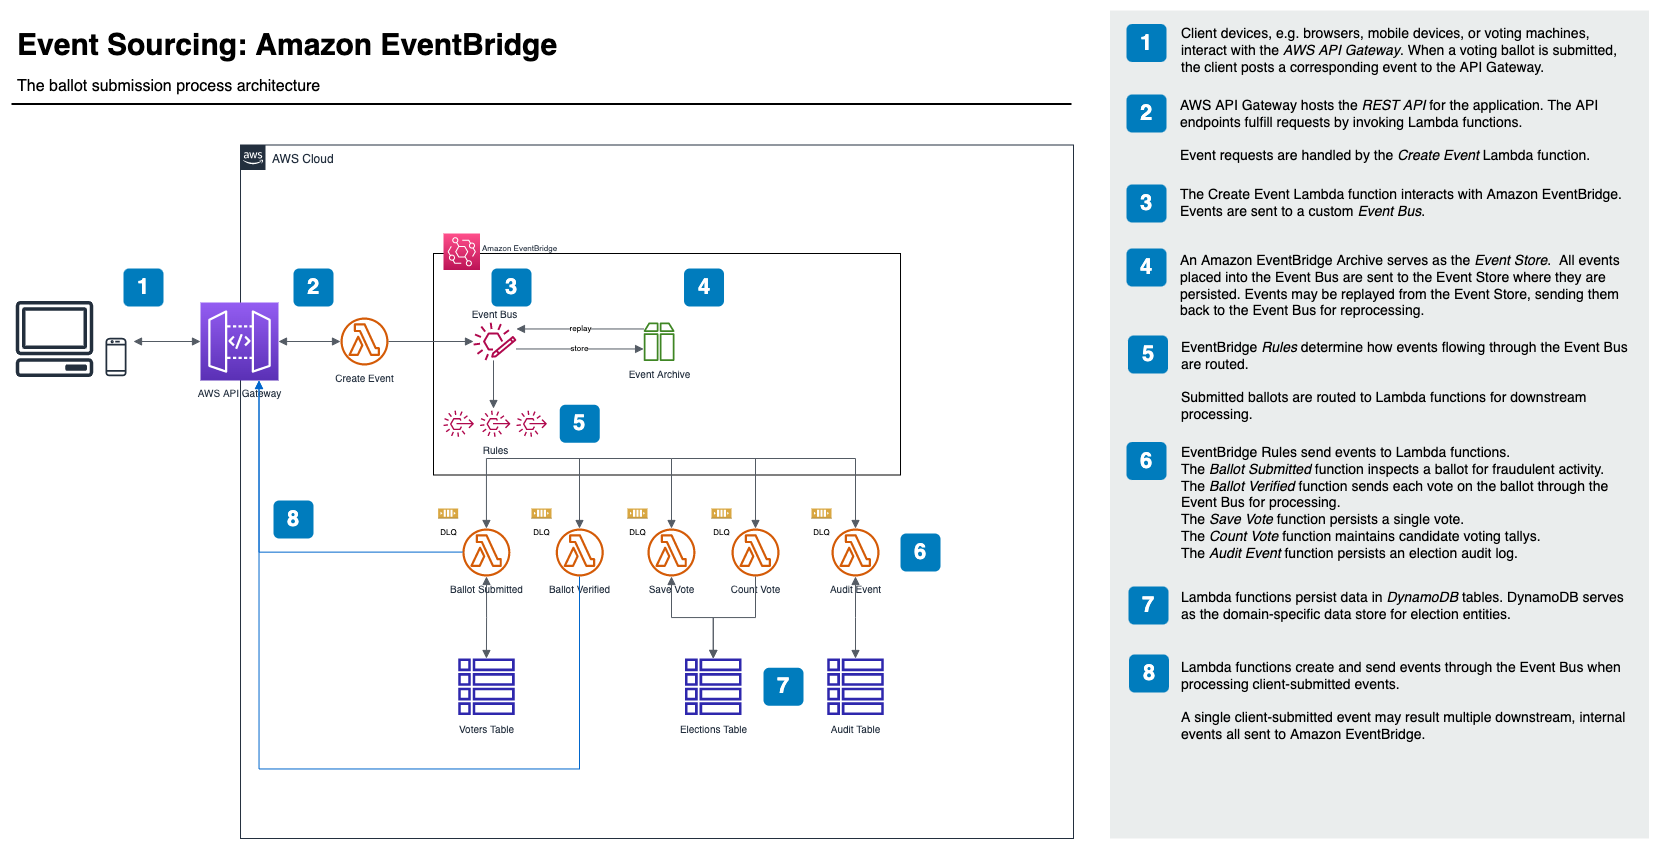 Event Sourcing: Amazon EventBridge
The ballot submission process architecture
aws
AWS Cloud
Amazon EventBridge
1
2
3
4
Event Bus
replay
store
</>
Create Event
Event Archive
AWS API Gateway
5
Rules
8
DLQ
DLQ
DLQ
DLQ
DLQ
6
Ballot Submitted
Ballot Verified
Save Vote
Count Vote
Audit Event
7
Voters Table
Elections Table
Audit Table
1
Client devices, e.g. browsers, mobile devices, or voting machines,
interact with the AWS API Gateway. When a voting ballot is submitted,
the client posts a corresponding event to the API Gateway.
2
AWS API Gateway hosts the REST API for the application. The API
endpoints fulfill requests by invoking Lambda functions.
Event requests are handled by the Create Event Lambda function.
3
The Create Event Lambda function interacts with Amazon EventBridge.
Events are sent to a custom Event Bus.
4
An Amazon EventBridge Archive serves as the Event Store. All events
placed into the Event Bus are sent to the Event Store where they are
persisted. Events may be replayed from the Event Store, sending them
back to the Event Bus for reprocessing.
5
EventBridge Rules determine how events flowing through the Event Bus
are routed.
Submitted ballots are routed to Lambda functions for downstream
processing.
6
EventBridge Rules send events to Lambda functions.
The Ballot Submitted function inspects a ballot for fraudulent activity.
The Ballot Verified function sends each vote on the ballot through the
Event Bus for processing.
The Save Vote function persists a single vote.
The Count Vote function maintains candidate voting tallys.
The Audit Event function persists an election audit log.
7
Lambda functions persist data in DynamoDB tables. DynamoDB serves
as the domain-specific data store for election entities.
8
Lambda functions create and send events through the Event Bus when
processing client-submitted events.
A single client-submitted event may result multiple downstream, internal
events all sent to Amazon EventBridge.